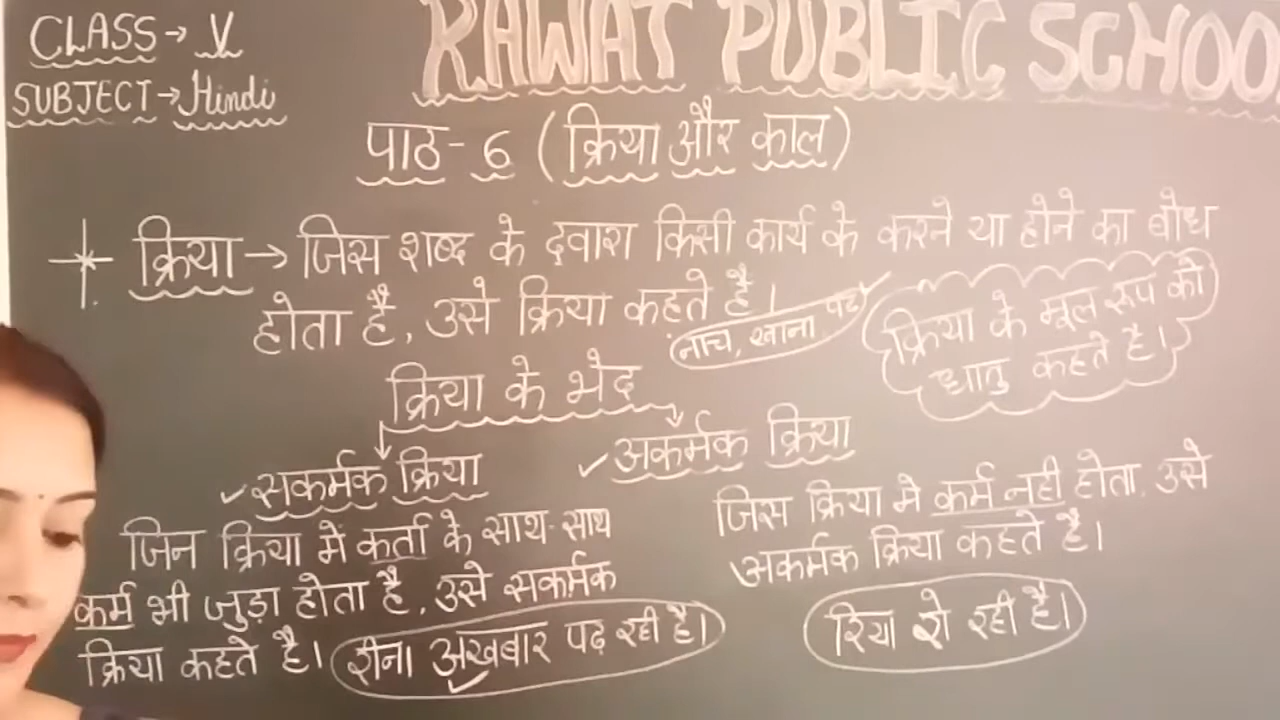 CLASS → V
SUBJECT → Hindi
RAWAT PUBLIC SCHOO
पाठ - 6 (क्रिया और काल)
क्रिया → जिस शब्द के द्वारा किसी कार्य के करने या होने का बोध
होता है, उसे क्रिया कहते है।
नाच, खाना पढ
क्रिया के मूल रूप को
धातु कहते है।
क्रिया के भेद
सकर्मक क्रिया
जिन क्रिया में कर्ता के साथ-साथ
कर्म भी जुड़ा होता है, उसे सकर्मक
क्रिया कहते है।
रीना अखबार पढ़ रही है।
अकर्मक क्रिया
जिस क्रिया मे कर्म नही होता. उसे
अकर्मक क्रिया कहते है।
रिया रो रही है।